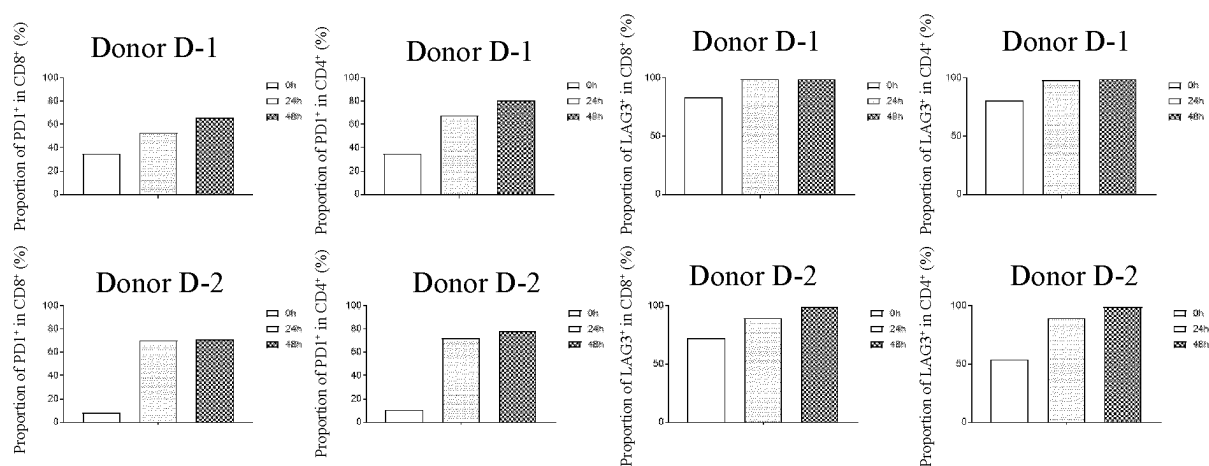 Proportion of PD1⁺ in CD8⁺ (%)
Donor D-1
100
80
60
40
20
0
0h
24h
48h
Proportion of PD1⁺ in CD4⁺ (%)
Donor D-1
100
80
60
40
20
0
0h
24h
48h
Proportion of LAG3⁺ in CD8⁺ (%)
Donor D-1
100
50
0
0h
24h
48h
Proportion of LAG3⁺ in CD4⁺ (%)
Donor D-1
100
50
0
0h
24h
48h
Proportion of PD1⁺ in CD8⁺ (%)
Donor D-2
100
80
60
40
20
0
0h
24h
48h
Proportion of PD1⁺ in CD4⁺ (%)
Donor D-2
100
80
60
40
20
0
0h
24h
48h
Proportion of LAG3⁺ in CD8⁺ (%)
Donor D-2
100
50
0
0h
24h
48h
Proportion of LAG3⁺ in CD4⁺ (%)
Donor D-2
100
50
0
0h
24h
48h